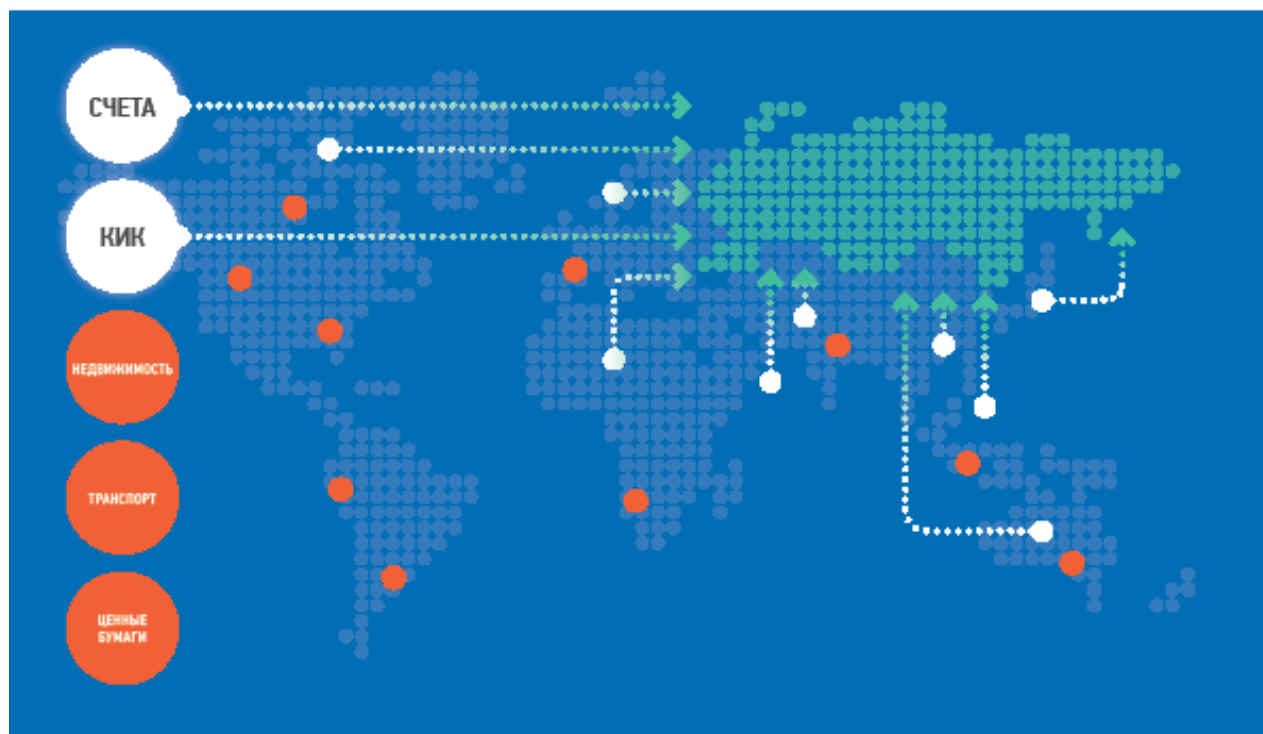 СЧЕТА
КИК
НЕДВИЖИМОСТЬ
ТРАНСПОРТ
ЦЕННЫЕ
БУМАГИ